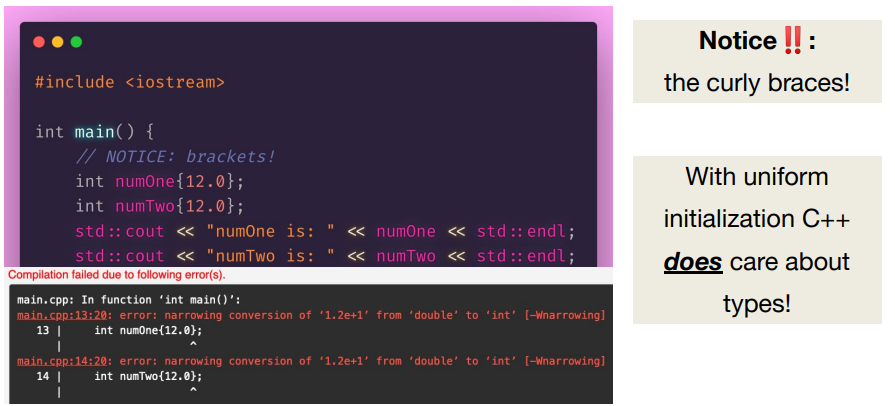 #include <iostream>
int main() {
// NOTICE: brackets!
int numOne{12.0};
int numTwo{12.0};
std::cout << "numOne is: " << numOne << std::endl;
std::cout << "numTwo is: " << numTwo << std::endl;
Compilation failed due to following error(s).
main.cpp: In function ‘int main()’:
main.cpp:13:20: error: narrowing conversion of ‘1.2e+1’ from ‘double’ to ‘int’ [-Wnarrowing]
13 |     int numOne{12.0};
|                    ^
main.cpp:14:20: error: narrowing conversion of ‘1.2e+1’ from ‘double’ to ‘int’ [-Wnarrowing]
14 |     int numTwo{12.0};
|                    ^
Notice‼️:
the curly braces!
With uniform
initialization C++
does care about
types!